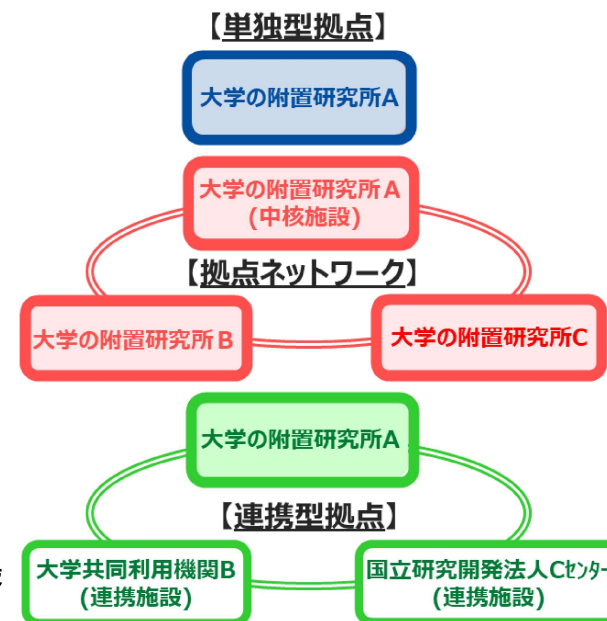 【単独型拠点】
大学の附置研究所A
大学の附置研究所A
(中核施設)
【拠点ネットワーク】
大学の附置研究所B
大学の附置研究所C
大学の附置研究所A
【連携型拠点】
大学共同利用機関B
(連携施設)
国立研究開発法人Cセンター
(連携施設)